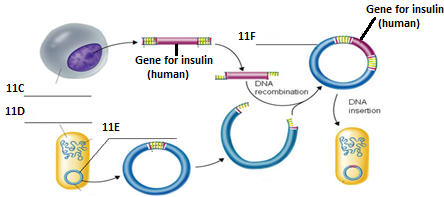 Gene for insulin
(human)
11F
Gene for insulin
(human)
11C
DNA
recombination
11D
DNA
insertion
11E